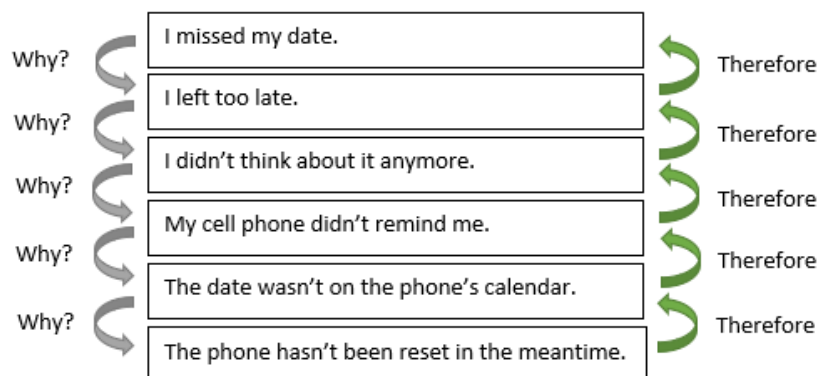 I missed my date.
Why?
Therefore
I left too late.
Why?
Therefore
I didn’t think about it anymore.
Why?
Therefore
My cell phone didn’t remind me.
Why?
Therefore
The date wasn’t on the phone’s calendar.
Why?
Therefore
The phone hasn’t been reset in the meantime.